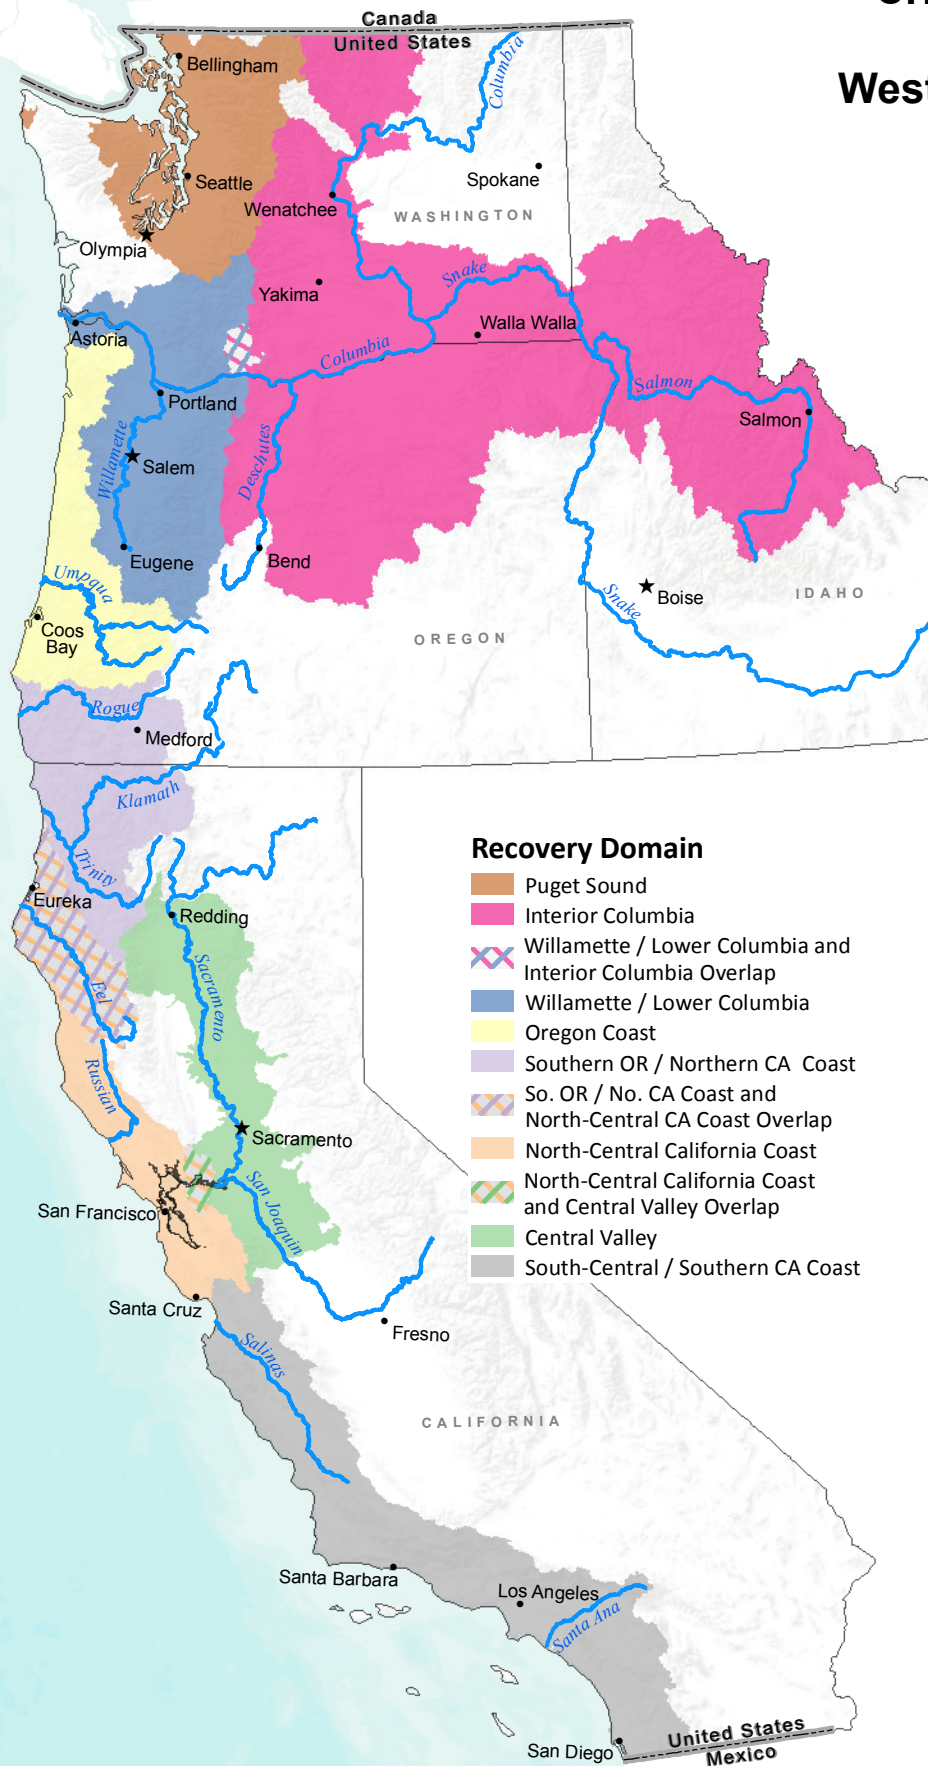 Canada
United States
West
Bellingham
Columbia
Seattle
Spokane
Wenatchee
WASHINGTON
Olympia
Snake
Yakima
Walla Walla
Astoria
Columbia
Portland
Salmon
Salmon
Willamette
Deschutes
Salem
Eugene
Bend
Umpqua
Boise
IDAHO
Snake
Coos
Bay
OREGON
Rogue
Medford
Klamath
Trinity
Eureka
Redding
Sacramento
Eel
Russian
Sacramento
San Joaquin
San Francisco
Santa Cruz
Fresno
Salinas
CALIFORNIA
Santa Barbara
Los Angeles
Santa Ana
San Diego
United States
Mexico
Recovery Domain
Puget Sound
Interior Columbia
Willamette / Lower Columbia and
Interior Columbia Overlap
Willamette / Lower Columbia
Oregon Coast
Southern OR / Northern CA Coast
So. OR / No. CA Coast and
North-Central CA Coast Overlap
North-Central California Coast
North-Central California Coast
and Central Valley Overlap
Central Valley
South-Central / Southern CA Coast